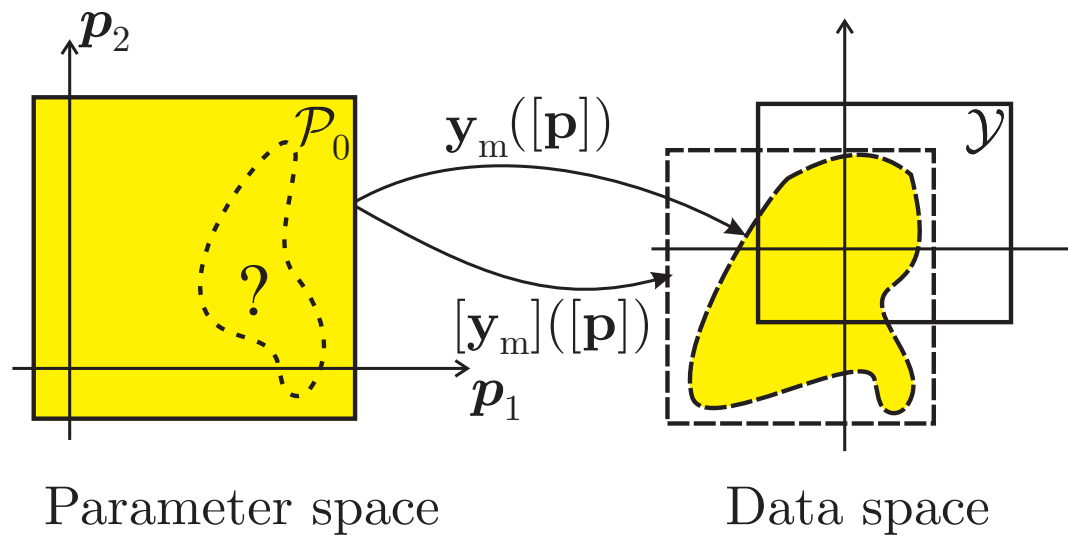 p₂
𝒫₀
yₘ([p])
𝒴
?
[yₘ]([p])
p₁
Parameter space
Data space